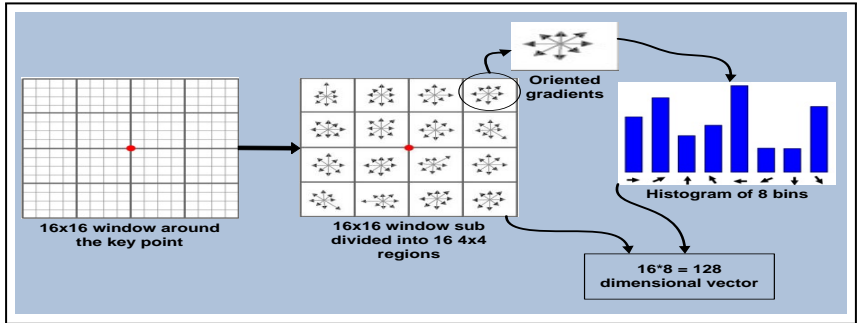 16x16 window around
the key point
16x16 window sub
divided into 16 4x4
regions
Oriented
gradients
Histogram of 8 bins
16*8 = 128
dimensional vector